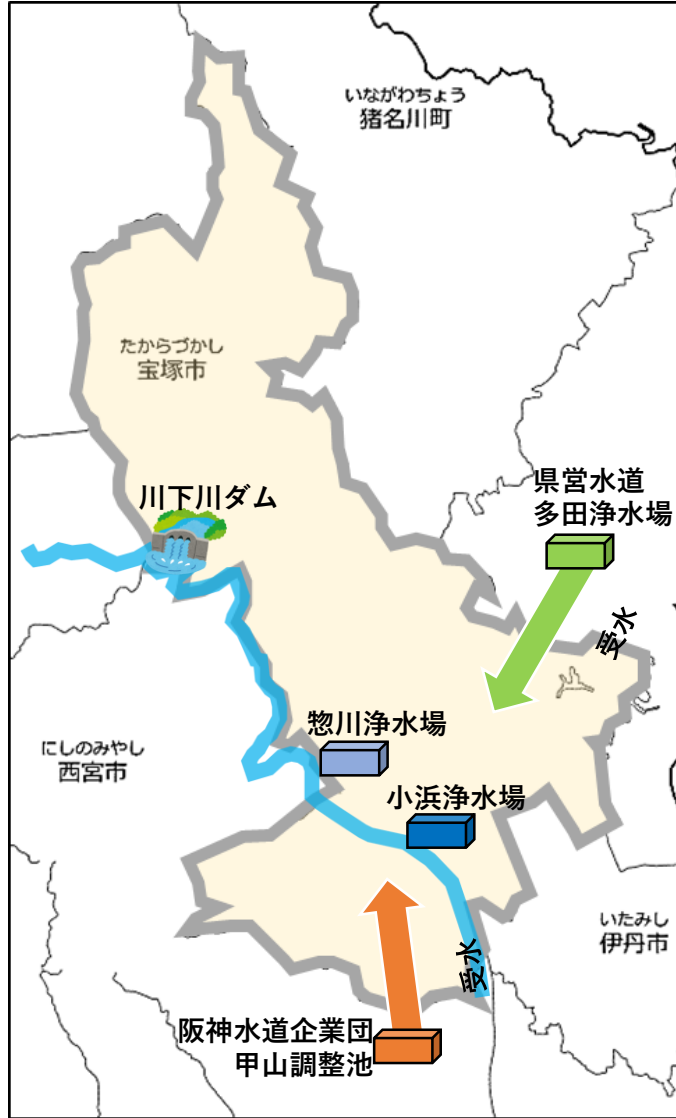 いながわちょう
猪名川町
たからづかし
宝塚市
川下川ダム
県営水道
多田浄水場
受水
惣川浄水場
にしのみやし
西宮市
小浜浄水場
いたみし
伊丹市
受水
阪神水道企業団
甲山調整池